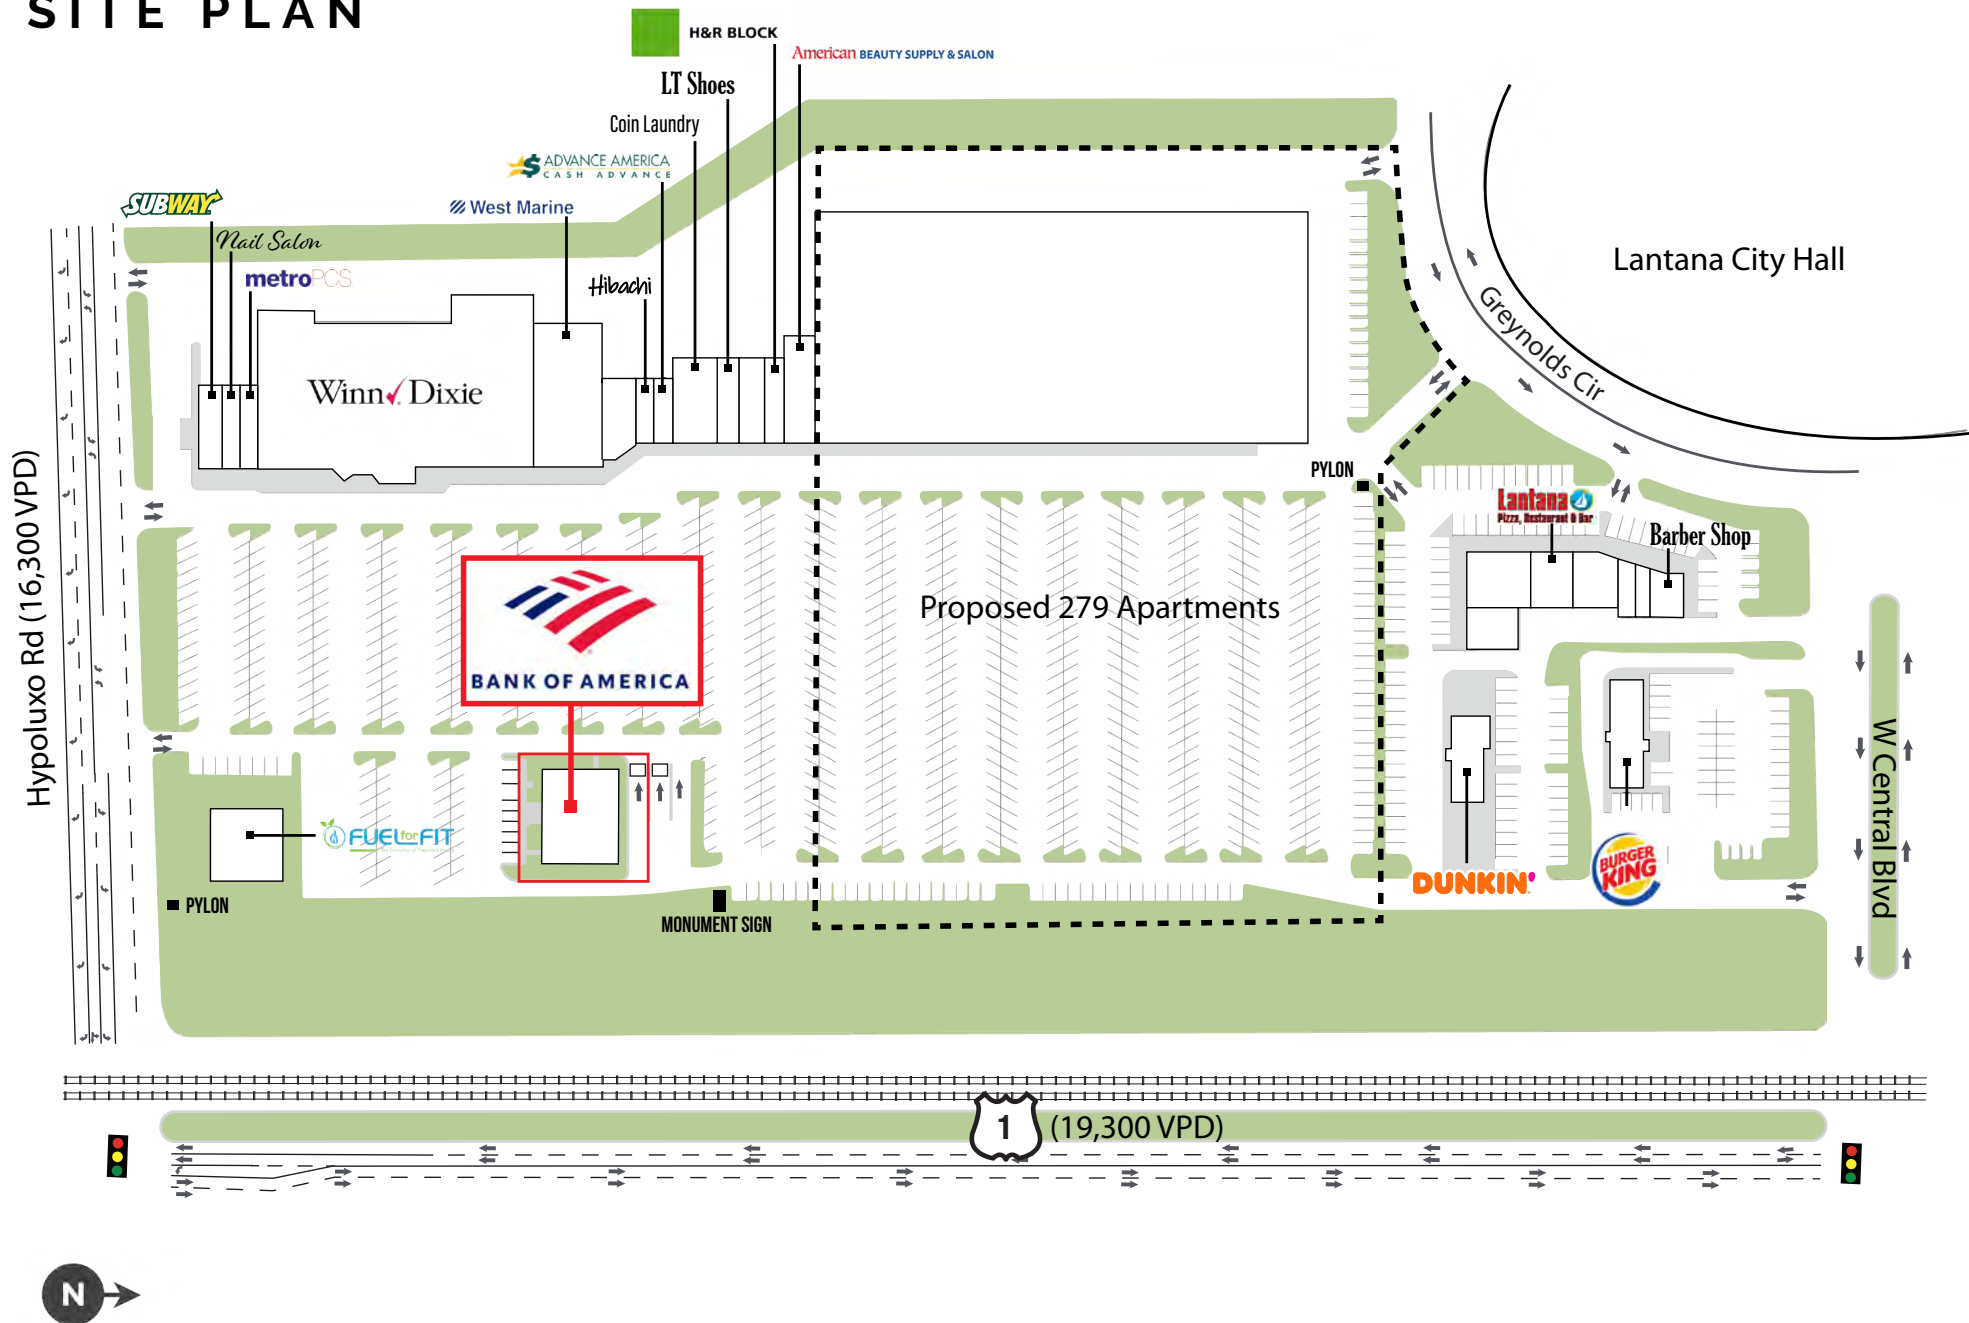 SITE PLAN
H&R BLOCK
American BEAUTY SUPPLY & SALON
LT Shoes
Coin Laundry
ADVANCE AMERICA
CASH ADVANCE
SUBWAY
West Marine
Nail Salon
metroPCS
Hibachi
Lantana City Hall
Greynolds Cir
Winn Dixie
PYLON
Lantana
Pizza, Restaurant & Bar
Barber Shop
Hypoluxo Rd (16,300 VPD)
Proposed 279 Apartments
BANK OF AMERICA
W Central Blvd
FUEL for FIT
DUNKIN'
BURGER
KING
PYLON
MONUMENT SIGN
1 (19,300 VPD)
N